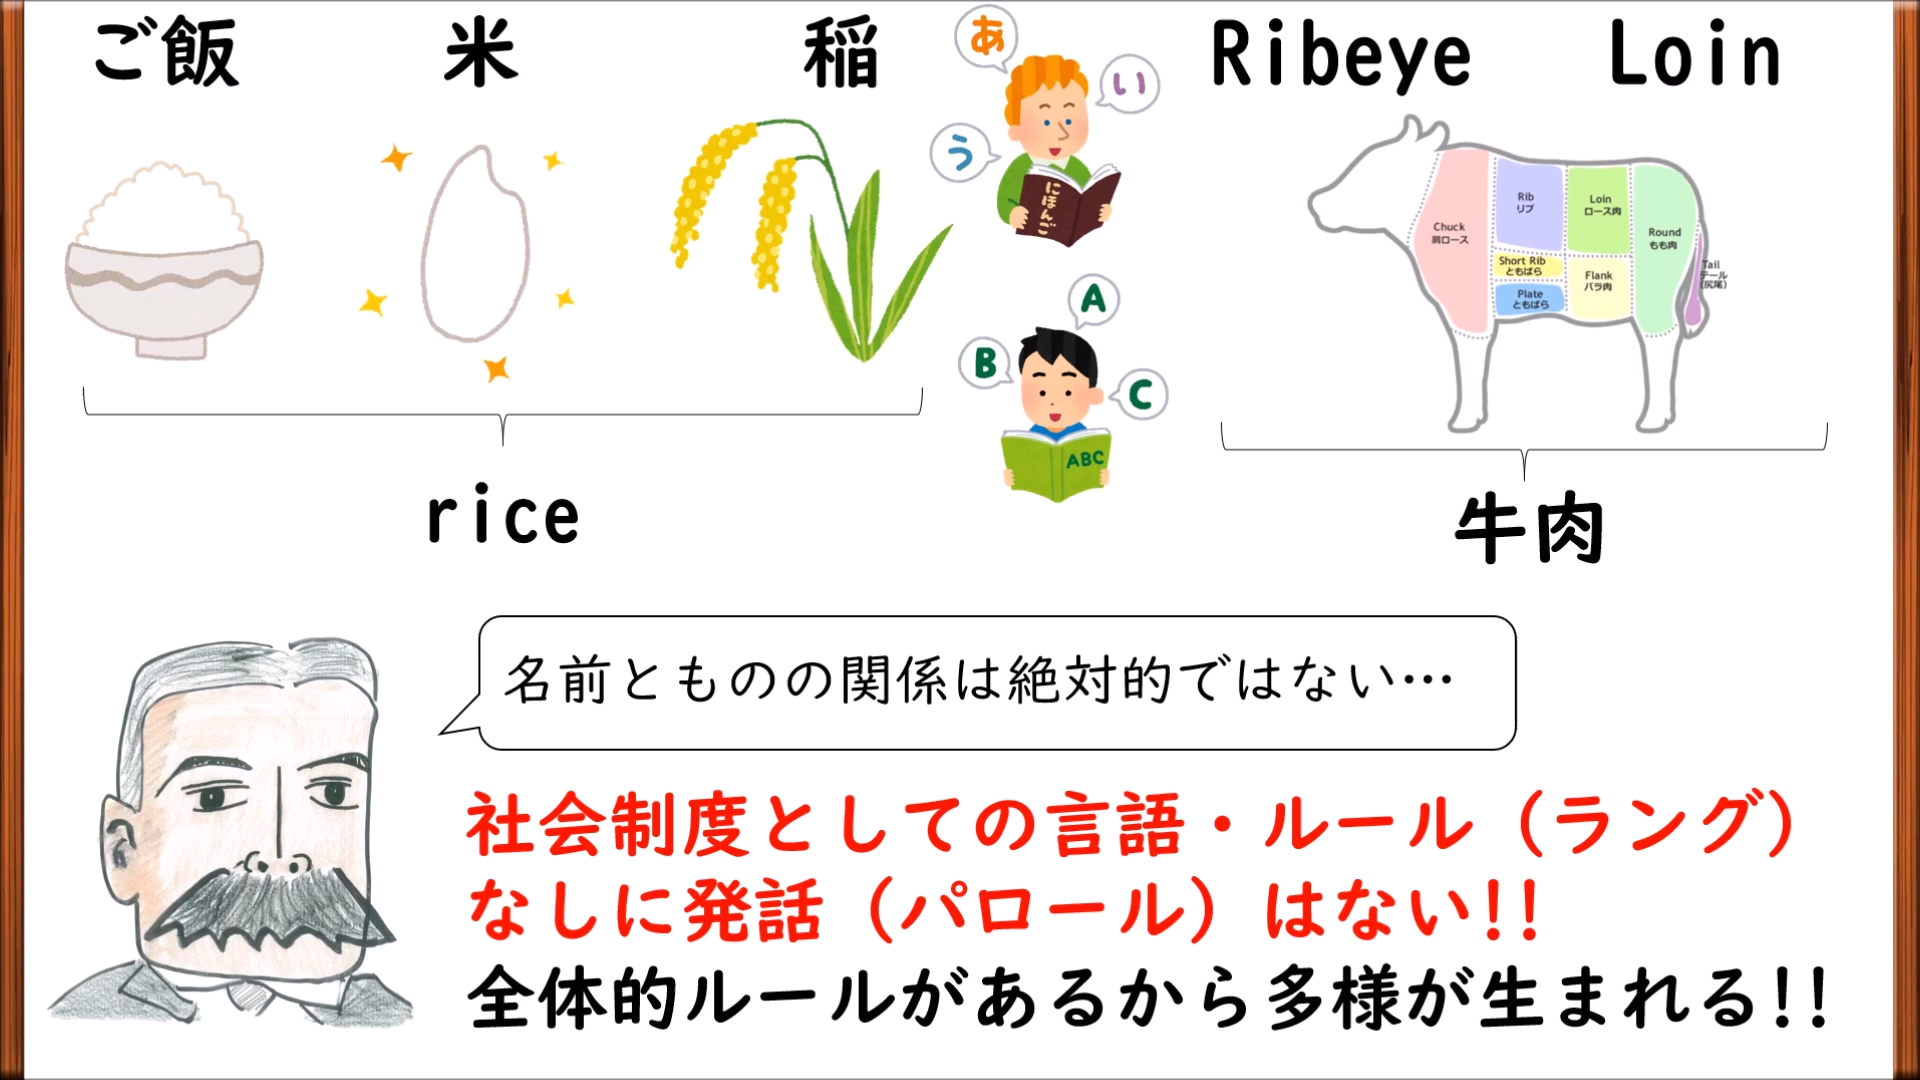 ご飯
米
稲
あ
い
う
にほんご
A
B
C
ABC
rice
Ribeye
Loin
Chuck
肩ロース
Rib
リブ
Loin
ロース肉
Round
もも肉
Short Rib
ともばら
Flank
バラ肉
Plate
ともばら
Tail
テール
(尻尾)
牛肉
名前とものの関係は絶対的ではない…
社会制度としての言語・ルール（ラング）
なしに発話（パロール）はない!!
全体的ルールがあるから多様が生まれる!!